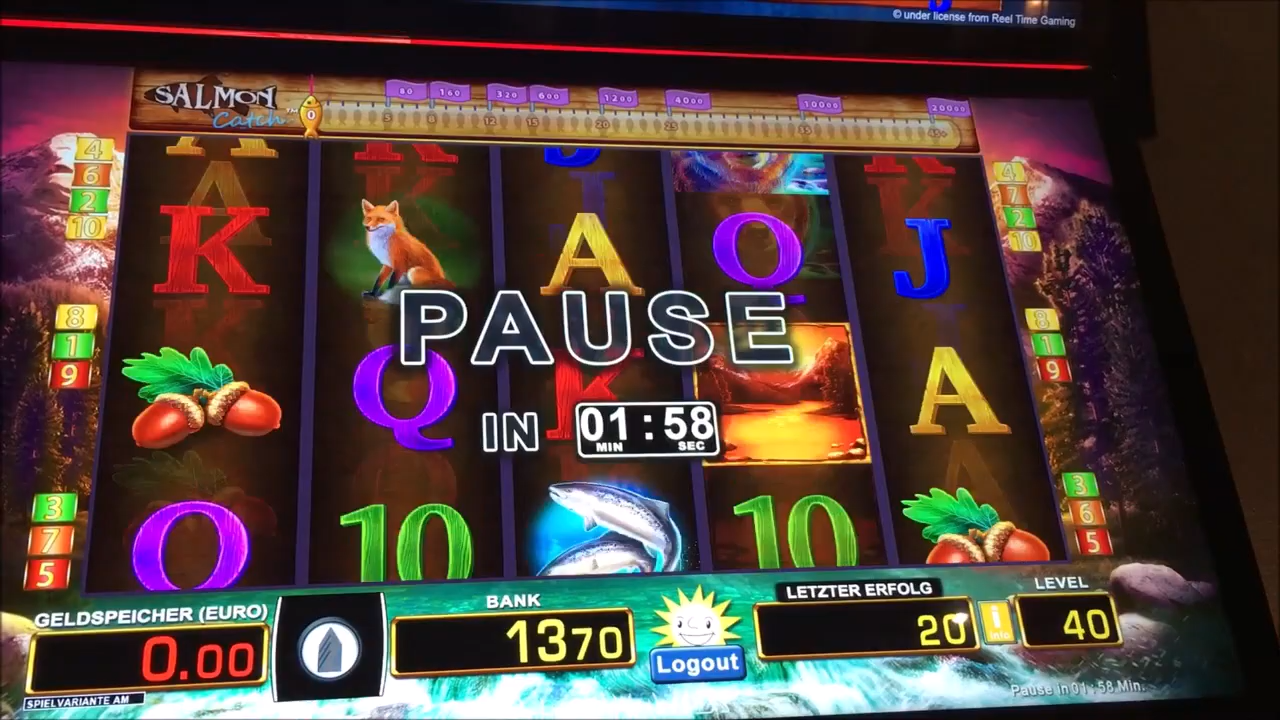 © under license from Reel Time Gaming
SALMON
Catch™
0
80 160 320 600 1200 4000 10000 20000
5 8 12 15 20 25 35 45+
4
6
2
10
8
1
9
3
7
5
4
7
2
10
8
1
9
3
6
5
A K J K
K A Q J
Q K A
Q 10 10
PAUSE
IN 01:58
MIN SEC
GELDSPEICHER (EURO)
0.00
SPIELVARIANTE AM
BANK
1370
Logout
LETZTER ERFOLG
20
i
info
LEVEL
40
Pause in 01:58 Min.